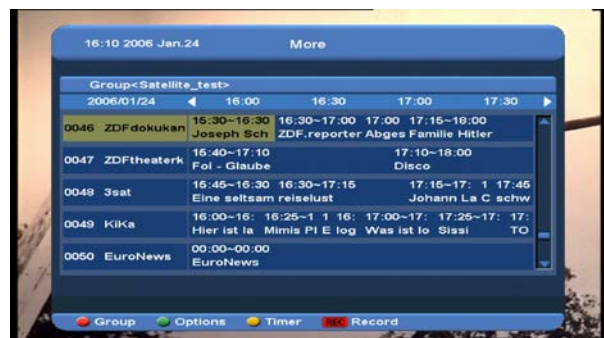 16:10 2006 Jan.24 More
Group<Satellite_test>
2006/01/24 16:00 16:30 17:00 17:30
0046 ZDFdokukan 15:30~16:30 16:30~17:00 17:00 17:15~18:00
Joseph Sch ZDF.reporter Abges Familie Hitler
0047 ZDFtheaterk 15:40~17:10 17:10~18:00
Foi - Glaube Disco
0048 3sat 15:45~16:30 16:30~17:15 17:15~17: 1 17:45
Eine seltsam reiselust Johann La C schw
0049 KiKa 16:00~16: 16:25~1 1 16: 17:00~17: 17:25~17: 17:
Hier ist la Mimis Pl E log Was ist lo Sissi TO
0050 EuroNews 00:00~00:00
EuroNews
Group Options Timer REC Record